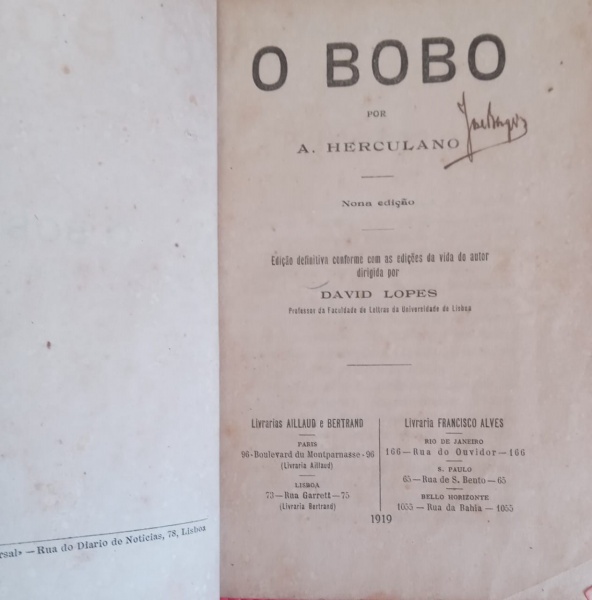 rsal» — Rua do Diario de Noticias, 78, Lisboa
O BOBO
POR
A. HERCULANO
Nona edição
Edição definitiva conforme com as edições da vida do autor
dirigida por
DAVID LOPES
Professor da Faculdade de Letras da Universidade de Lisboa
Livrarias AILLAUD e BERTRAND
PARIS
96-Boulevard du Montparnasse-96
(Livraria Aillaud)
LISBOA
73—Rua Garrett—75
(Livraria Bertrand)
Livraria FRANCISCO ALVES
RIO DE JANEIRO
166—Rua do Ouvidor—166
S. PAULO
65—Rua de S. Bento—65
BELLO HORIZONTE
1055—Rua da Bahia—1055
1919